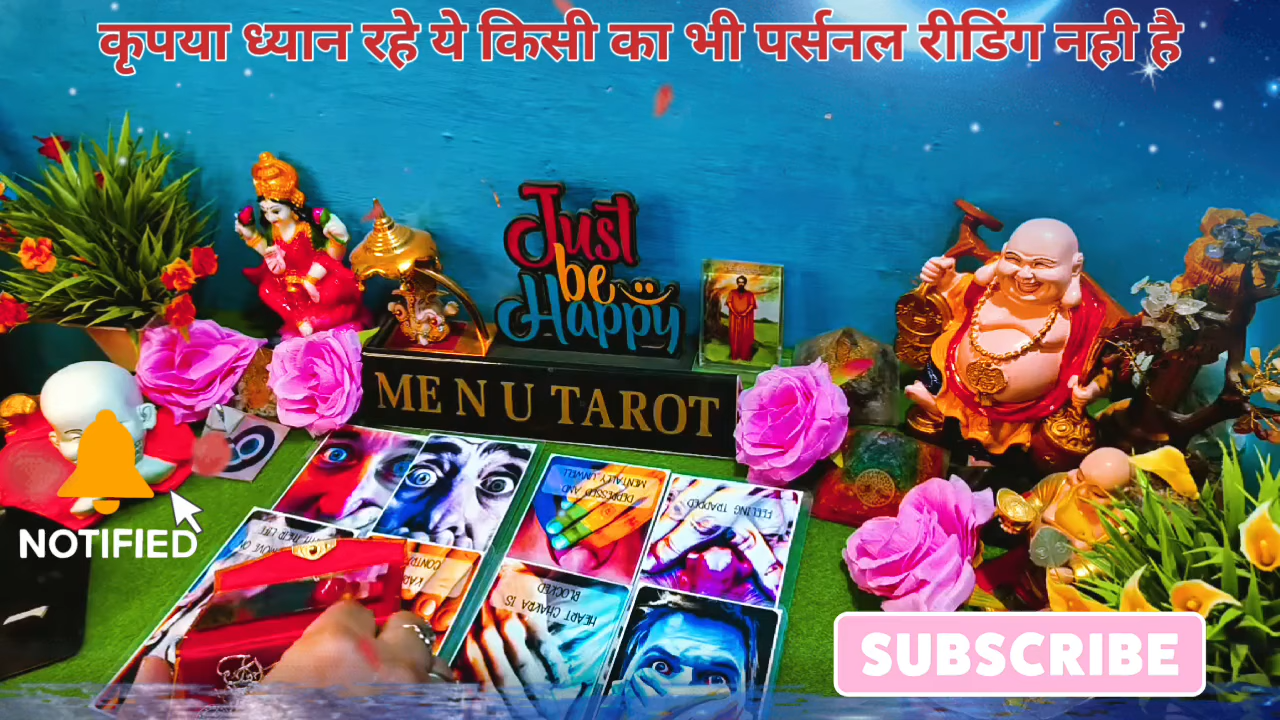 कृपया ध्यान रहे ये किसी का भी पर्सनल रीडिंग नही है
Just
be
Happy
ME N U TAROT
DEPRESSED AND
MENTALLY UNWELL
FEELING TRAPPED
HEART CHAKRA IS
BLOCKED
NOTIFIED
SUBSCRIBE